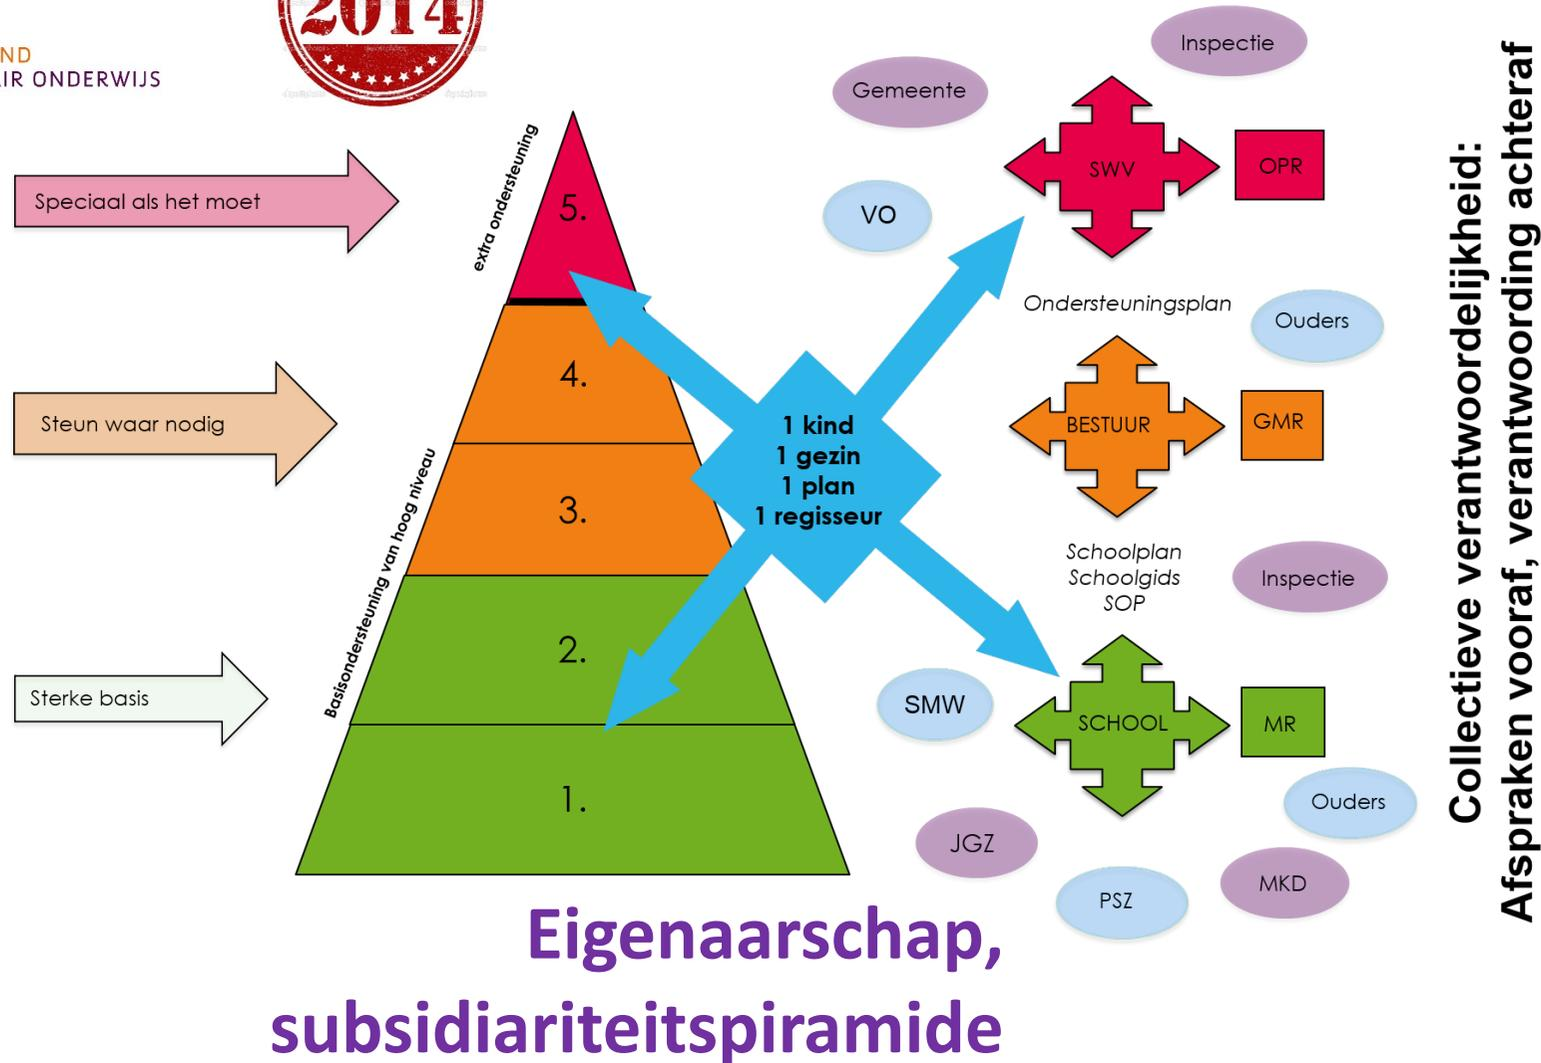 2014
ND
IR ONDERWIJS
Inspectie
Gemeente
SWV
OPR
VO
Speciaal als het moet
extra ondersteuning
5.
Ondersteuningsplan
Ouders
4.
Steun waar nodig
1 kind
1 gezin
1 plan
1 regisseur
BESTUUR
GMR
3.
Basisondersteuning van hoog niveau
Schoolplan
Schoolgids
SOP
Inspectie
2.
Sterke basis
SMW
SCHOOL
MR
1.
Ouders
JGZ
PSZ
MKD
Collectieve verantwoordelijkheid:
Afspraken vooraf, verantwoording achteraf
Eigenaarschap,
subsidiariteitspiramide